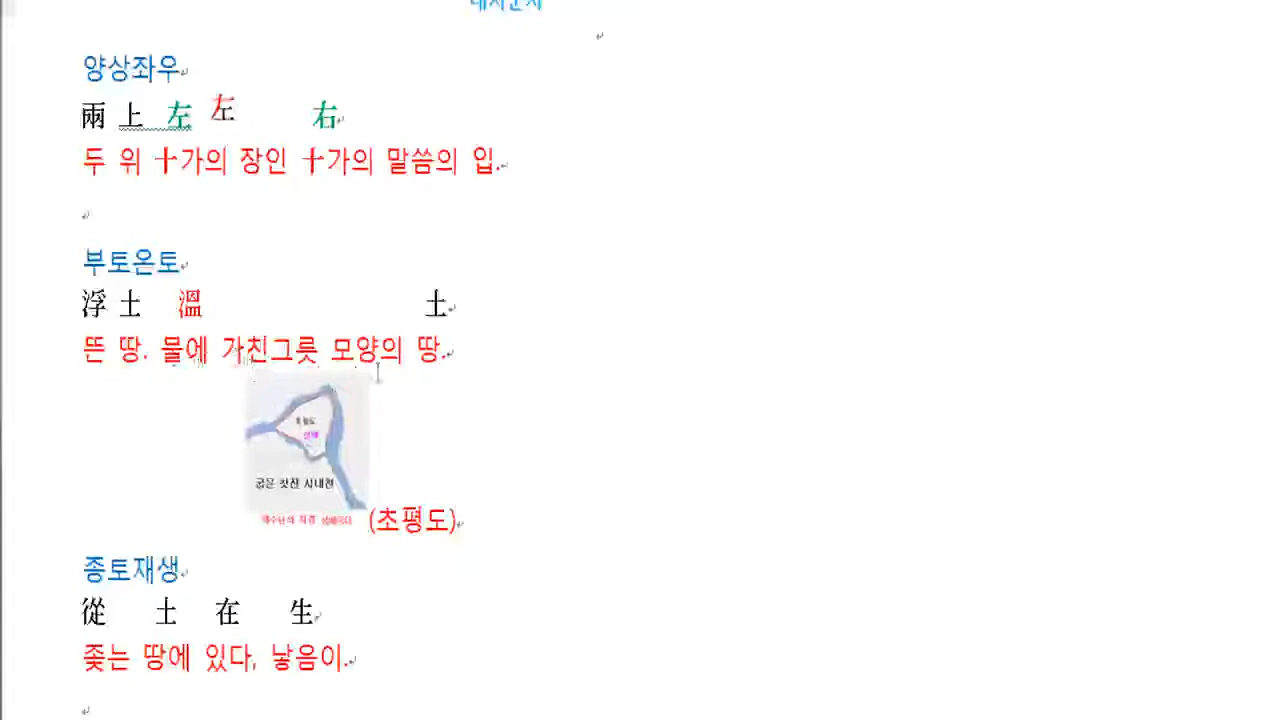 양상좌우
兩 上 左 左 右
두 위 十가의 장인 十가의 말씀의 입.
부토온토
浮 土 溫 土
뜬 땅. 물에 가친그릇 모양의 땅.
굽은 찻잔 시내천
(초평도)
종토재생
從 土 在 生
좇는 땅에 있다, 낳음이.